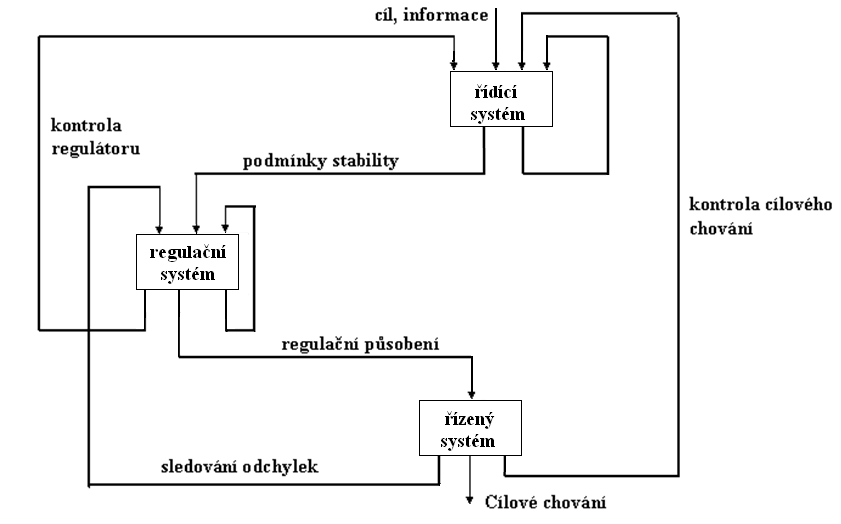 cíl, informace
řídící
systém
kontrola
regulátoru
podmínky stability
kontrola cílového
chování
regulační
systém
regulační působení
řízený
systém
sledování odchylek
Cílové chování